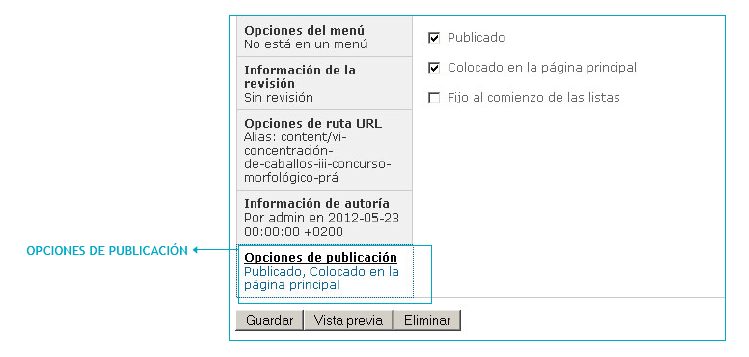 Opciones del menú
No está en un menú
Información de la
revisión
Sin revisión
Opciones de ruta URL
Alias: content/vi-
concentración-
de-caballos-iii-concurso-
morfológico-prá
Información de autoría
Por admin en 2012-05-23
00:00:00 +0200
Opciones de publicación
Publicado, Colocado en la
página principal
Publicado
Colocado en la página principal
Fijo al comienzo de las listas
OPCIONES DE PUBLICACIÓN
Guardar Vista previa Eliminar